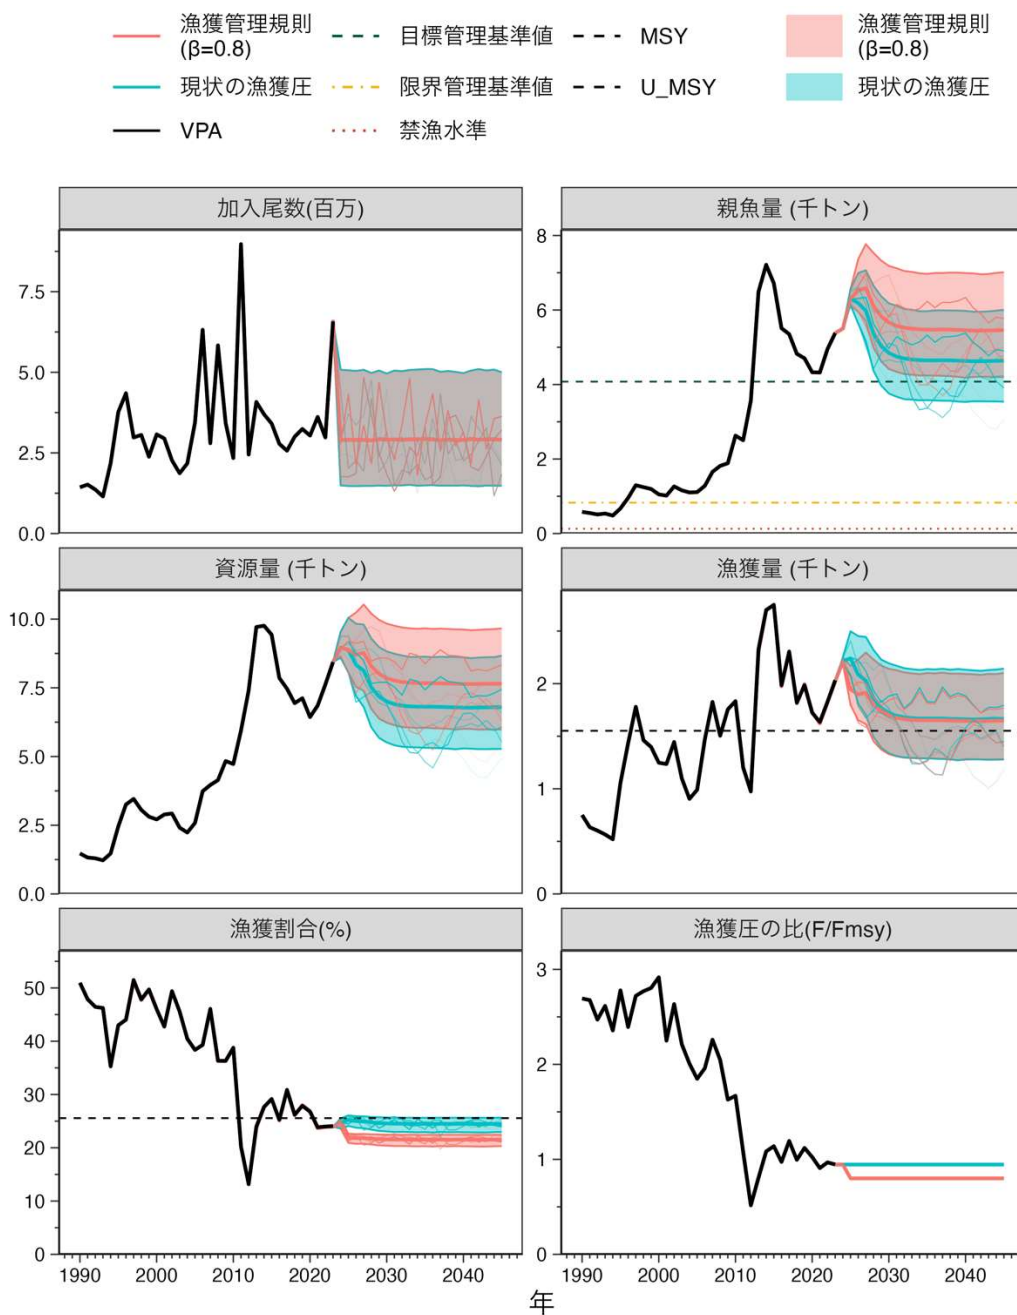 漁獲管理規則
(β=0.8)
目標管理基準値
MSY
漁獲管理規則
(β=0.8)
現状の漁獲圧
限界管理基準値
U_MSY
現状の漁獲圧
VPA
禁漁水準
加入尾数(百万)
7.5
5.0
2.5
0.0
親魚量 (千トン)
8
6
4
2
0
資源量 (千トン)
10.0
7.5
5.0
2.5
0.0
漁獲量 (千トン)
2
1
0
漁獲割合(%)
50
40
30
20
10
0
1990 2000 2010 2020 2030 2040
漁獲圧の比(F/Fmsy)
3
2
1
0
1990 2000 2010 2020 2030 2040
年